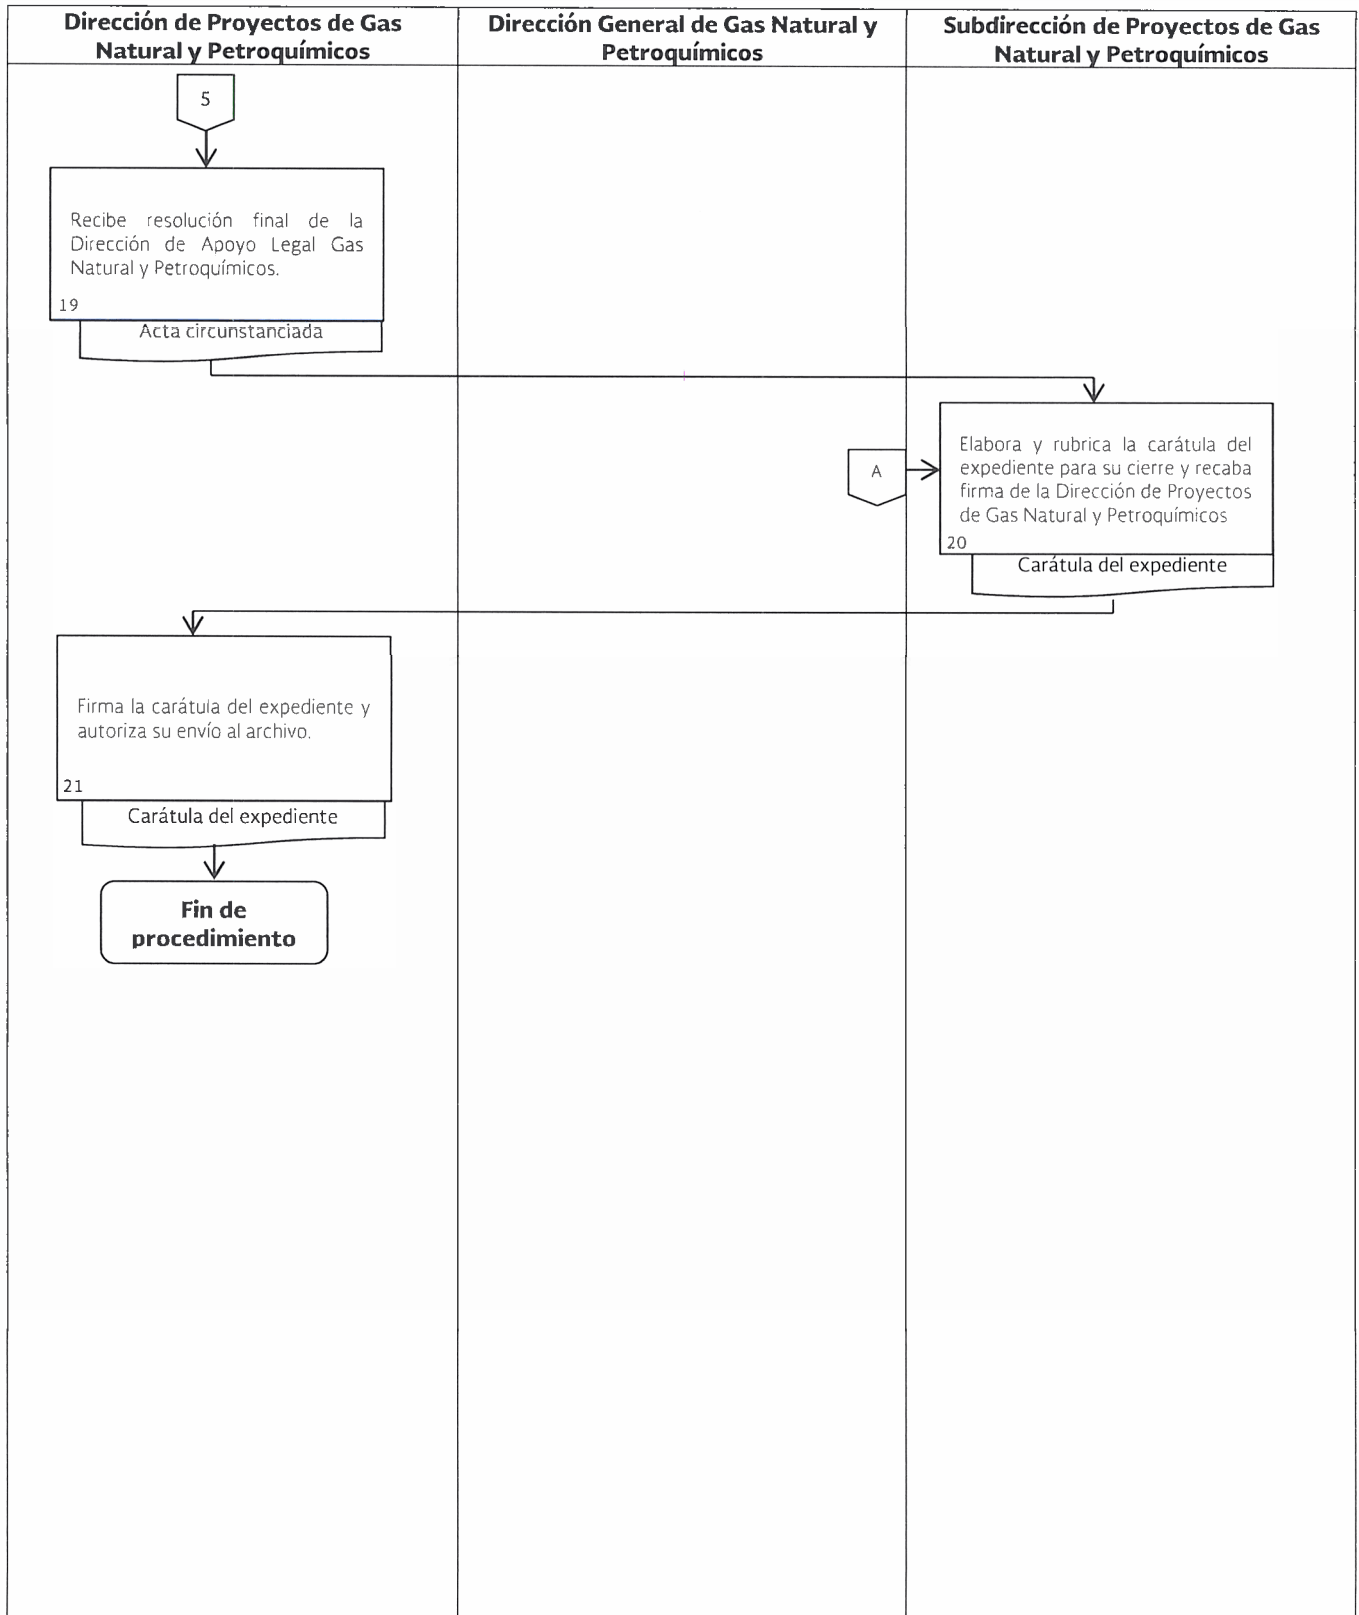 Dirección de Proyectos de Gas
Natural y Petroquímicos
Dirección General de Gas Natural y
Petroquímicos
Subdirección de Proyectos de Gas
Natural y Petroquímicos
5
Recibe resolución final de la
Dirección de Apoyo Legal Gas
Natural y Petroquímicos.
19
Acta circunstanciada
A
Elabora y rubrica la carátula del
expediente para su cierre y recaba
firma de la Dirección de Proyectos
de Gas Natural y Petroquímicos
20
Carátula del expediente
Firma la carátula del expediente y
autoriza su envío al archivo.
21
Carátula del expediente
Fin de
procedimiento